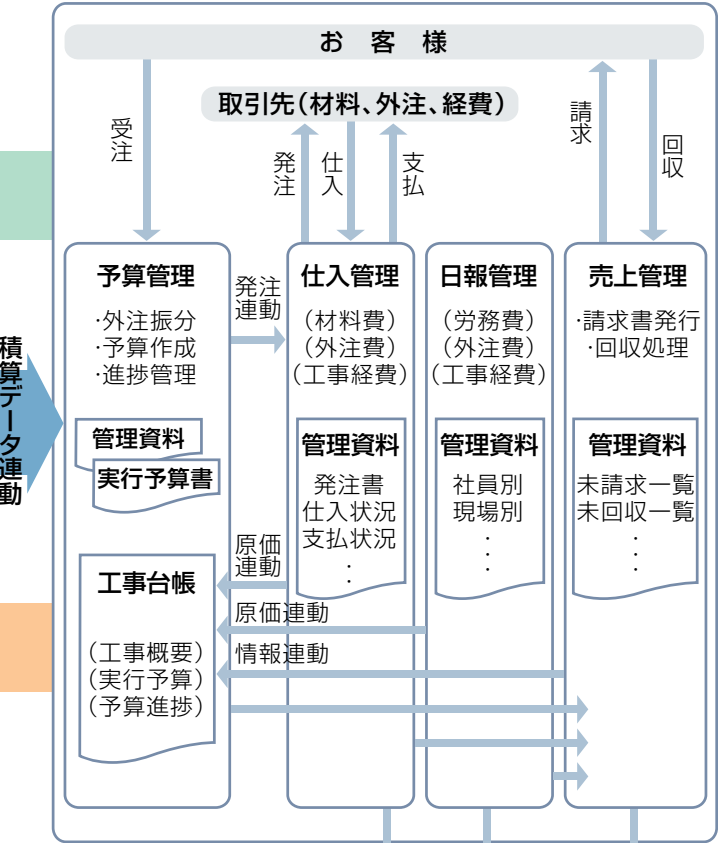 お客様
取引先(材料、外注、経費)
受注
発注
仕入
支払
請求
回収
積算データ連動
予算管理
·外注振分
·予算作成
·進捗管理
管理資料
実行予算書
発注
連動
仕入管理
(材料費)
(外注費)
(工事経費)
管理資料
発注書
仕入状況
支払状況
:
日報管理
(労務費)
(外注費)
(工事経費)
管理資料
社員別
現場別
:
売上管理
·請求書発行
·回収処理
管理資料
未請求一覧
未回収一覧
:
原価
連動
原価連動
情報連動
工事台帳
(工事概要)
(実行予算)
(予算進捗)